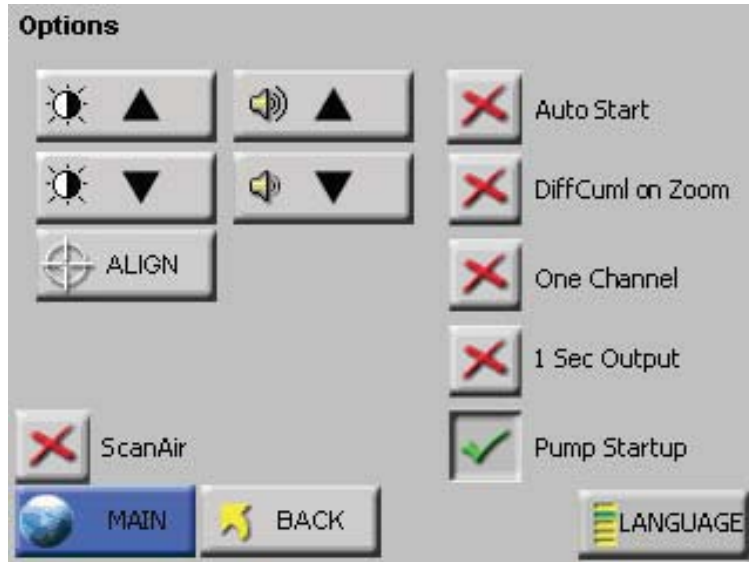 Options
Auto Start
DiffCuml on Zoom
ALIGN
One Channel
1 Sec Output
ScanAir
Pump Startup
MAIN
BACK
LANGUAGE